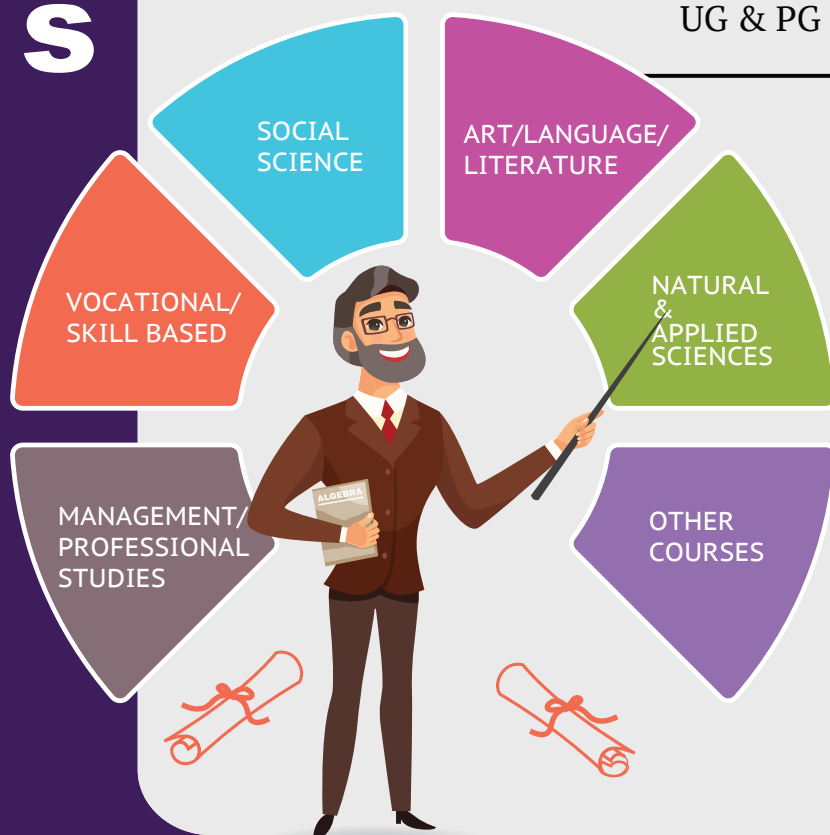 s
UG & PG
SOCIAL
SCIENCE
ART/LANGUAGE/
LITERATURE
VOCATIONAL/
SKILL BASED
NATURAL
&
APPLIED
SCIENCES
MANAGEMENT/
PROFESSIONAL
STUDIES
ALGEBRA
OTHER
COURSES